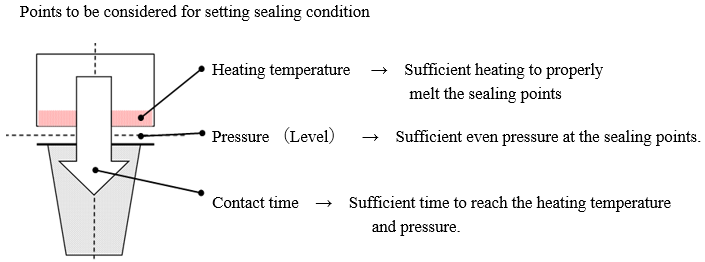 Points to be considered for setting sealing condition
Heating temperature → Sufficient heating to properly
melt the sealing points
Pressure （Level） → Sufficient even pressure at the sealing points.
Contact time → Sufficient time to reach the heating temperature
and pressure.